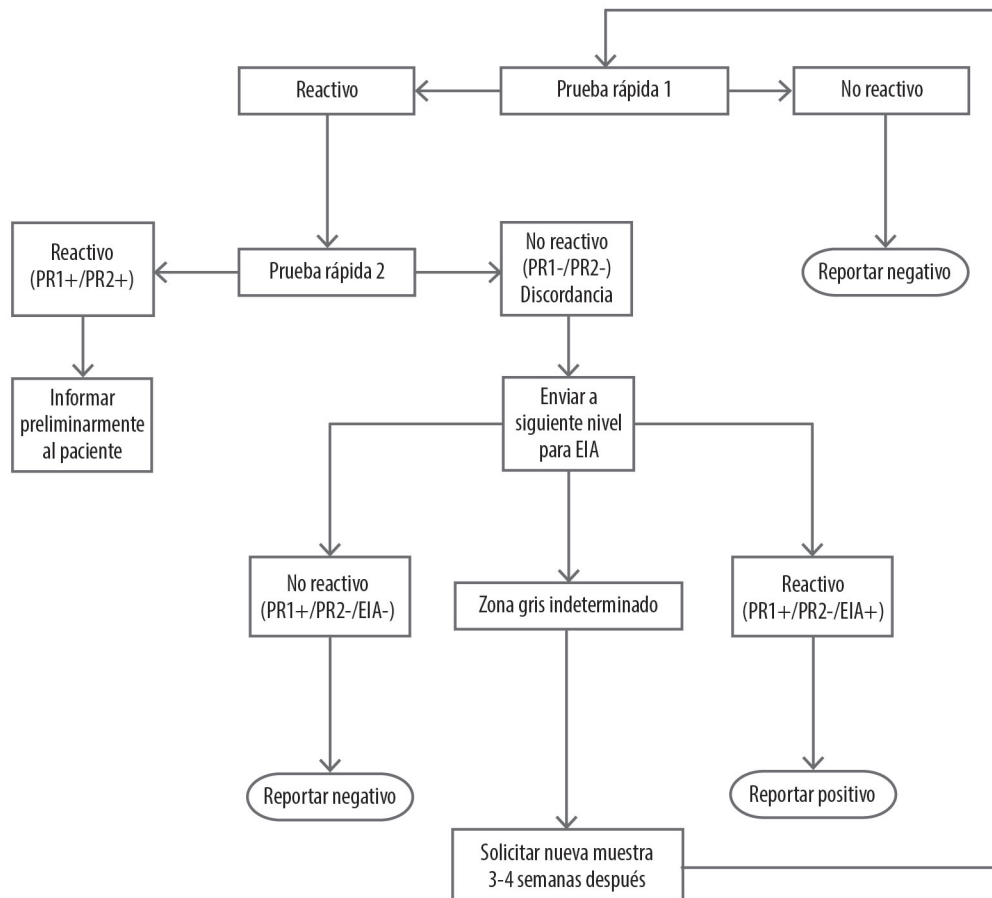 Reactivo
Prueba rápida 1
No reactivo
Reactivo
(PR1+/PR2+)
Prueba rápida 2
No reactivo
(PR1-/PR2-)
Discordancia
Reportar negativo
Informar
preliminarmente
al paciente
Enviar a
siguiente nivel
para EIA
No reactivo
(PR1+/PR2-/EIA-)
Zona gris indeterminado
Reactivo
(PR1+/PR2-/EIA+)
Reportar negativo
Reportar positivo
Solicitar nueva muestra
3-4 semanas después